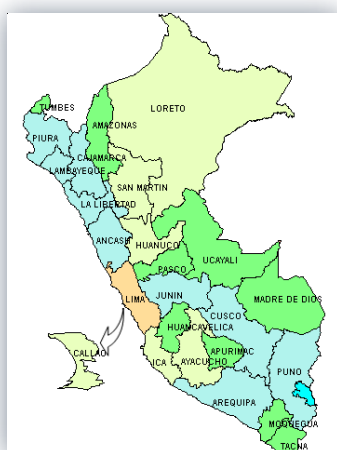 TUMBES
LORETO
PIURA
AMAZONAS
CAJAMARCA
LAMBAYEQUE
SAN MARTIN
LA LIBERTAD
ANCASH
HUANUCO
UCAYALI
PASCO
LIMA
JUNIN
MADRE DE DIOS
CUSCO
HUANCAVELICA
CALLAO
ICA
AYACUCHO
APURIMAC
PUNO
AREQUIPA
MOQUEGUA
TACNA